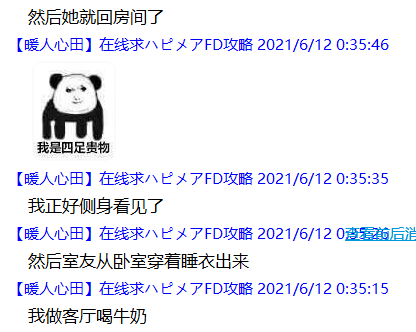 然后她就回房间了
【暖人心田】在线求ハピメアFD攻略 2021/6/12 0:35:46
我是四足贵物
【暖人心田】在线求ハピメアFD攻略 2021/6/12 0:35:35
我正好侧身看见了
【暖人心田】在线求ハピメアFD攻略 2021/6/12 0:35:26
然后室友从卧室穿着睡衣出来
【暖人心田】在线求ハピメアFD攻略 2021/6/12 0:35:15
我做客厅喝牛奶